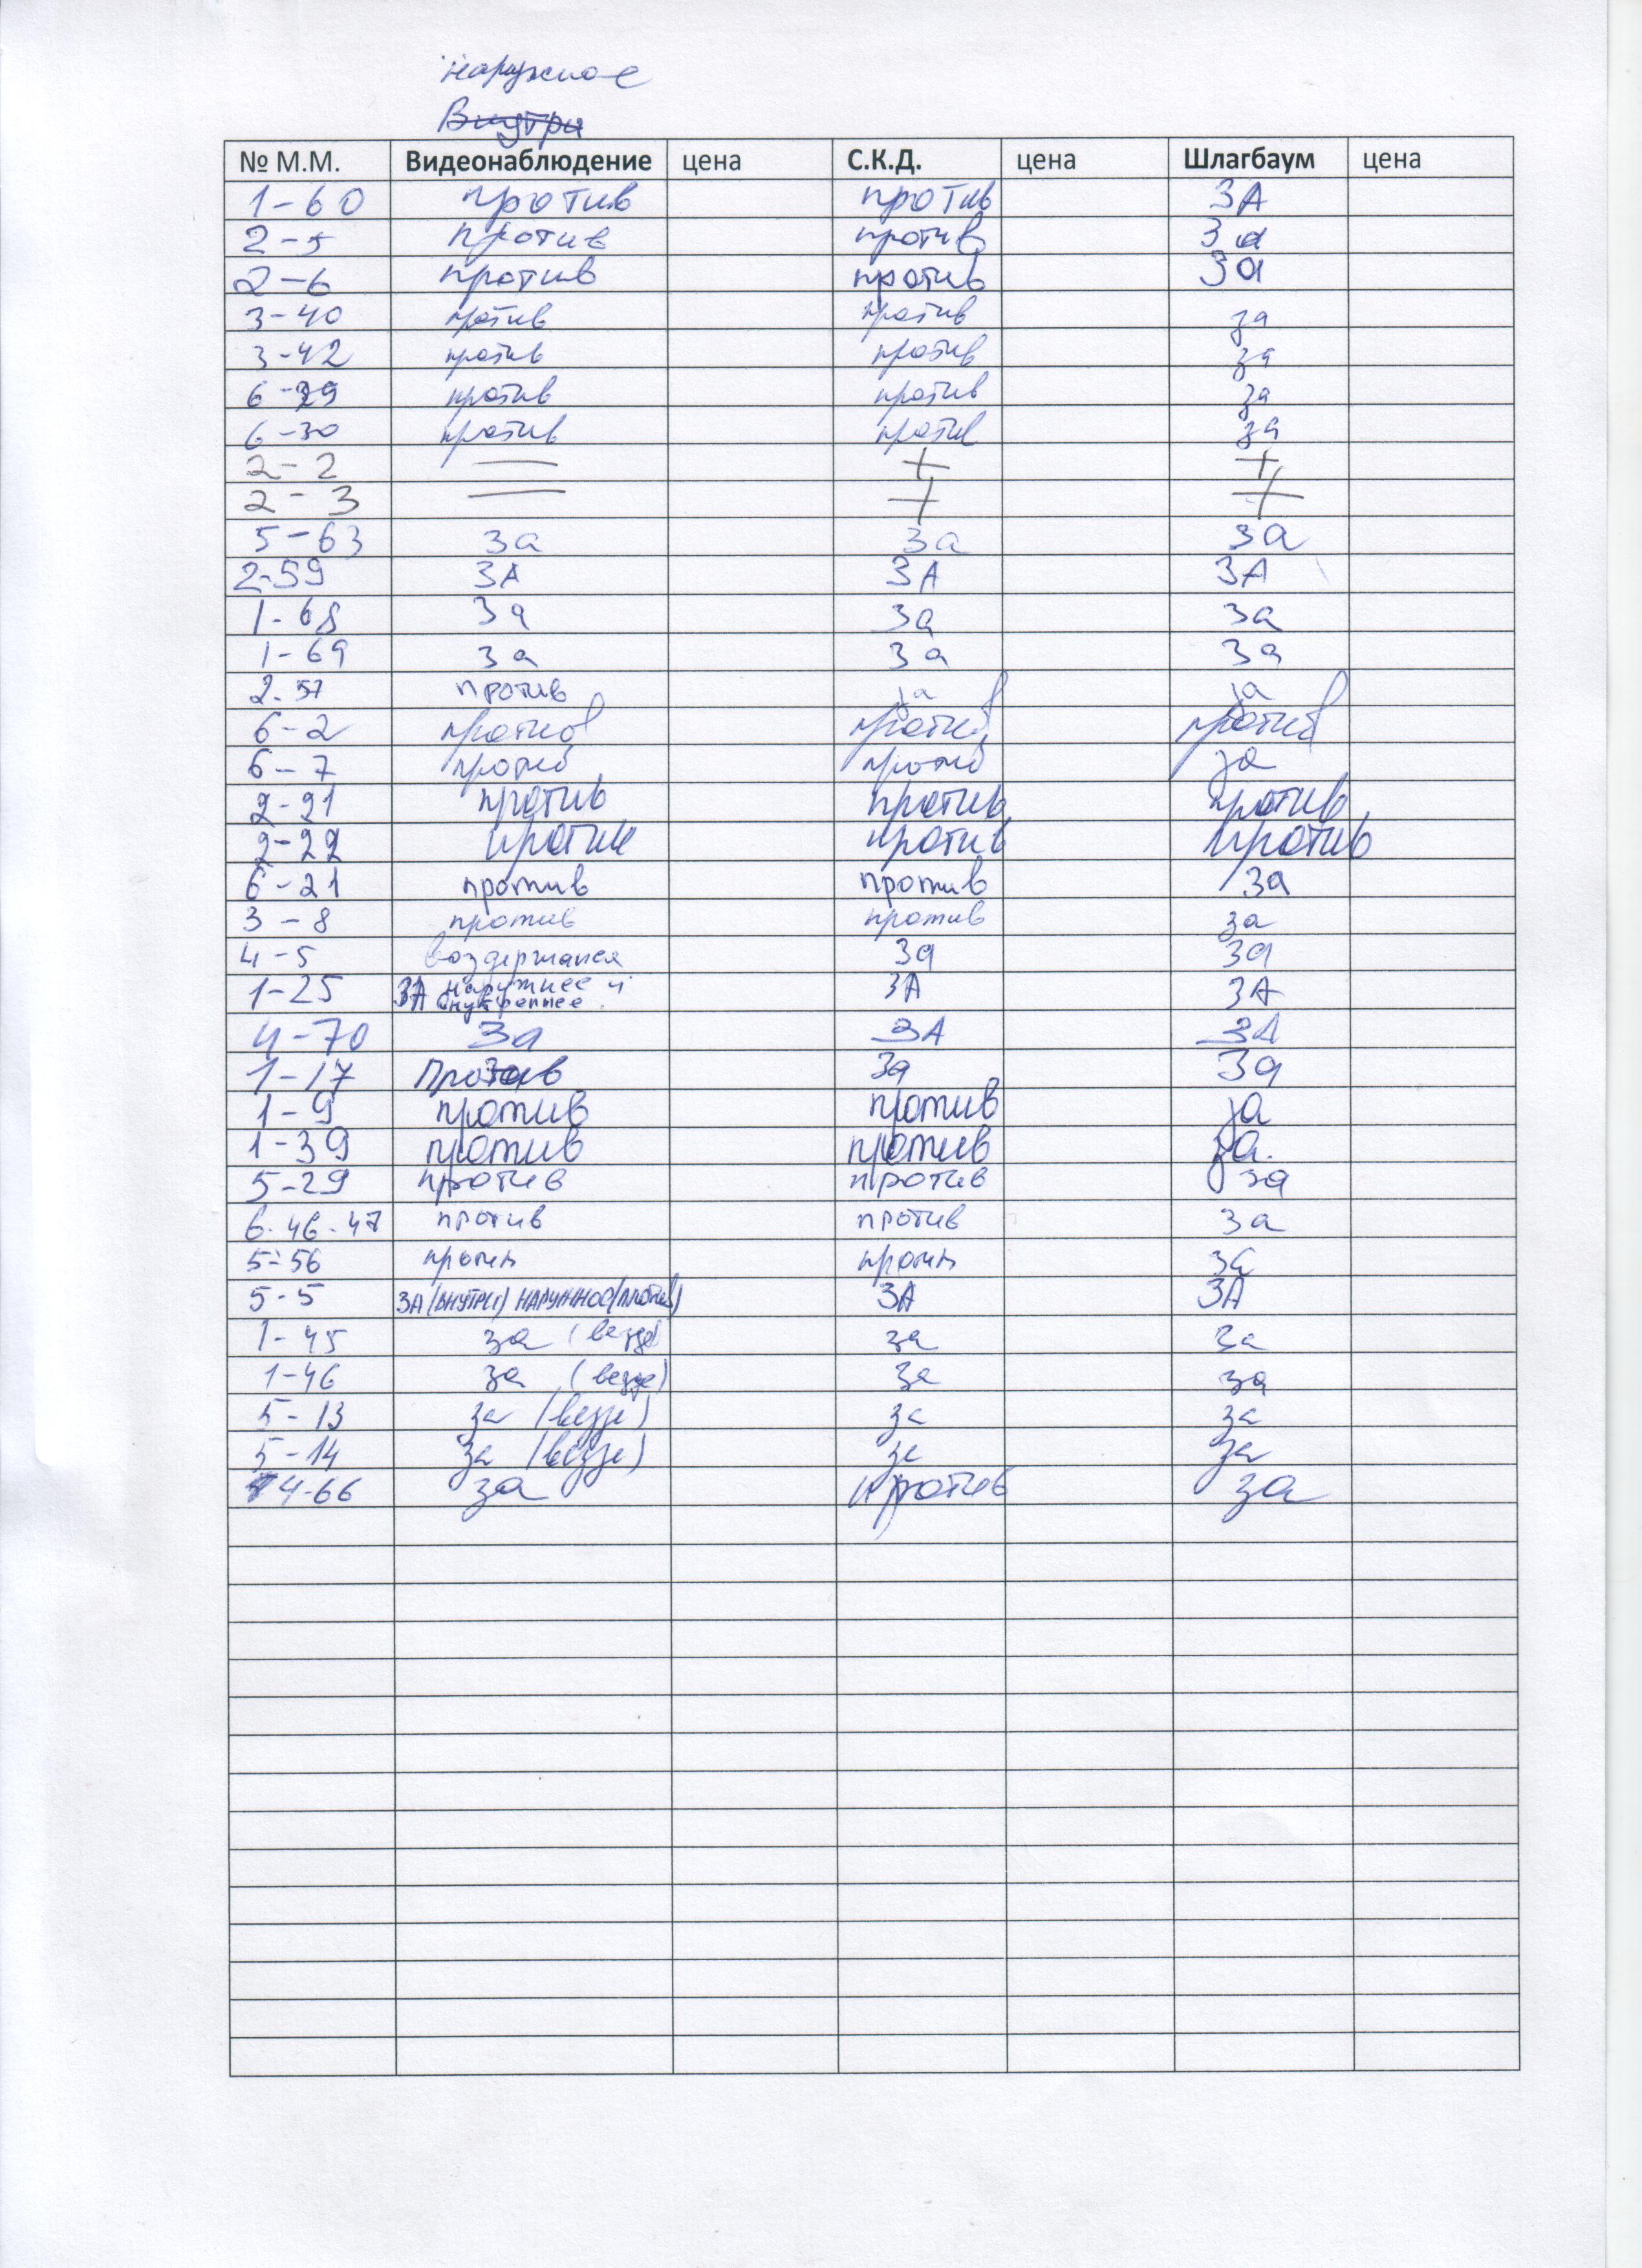 наружное
Внутри
№ М.М. Видеонаблюдение цена С.К.Д. цена Шлагбаум цена
1-60 против против ЗА
2-5 против против За
2-6 против против За
3-40 против против за
3-42 против против за
6-29 против против за
6-30 против против за
2-2 — + +
2-3 — + +
5-63 За За За
2-59 ЗА ЗА ЗА
1-68 За За За
1-69 За За За
2-57 против за за
6-2 против против против
6-7 против против за
2-21 против против против
2-22 против против против
6-21 против против За
3-8 против против за
4-5 воздержался За За
1-25 ЗА наружнее и внутреннее. ЗА ЗА
4-70 За ЗА ЗА
1-17 Против За За
1-9 против против за
1-39 против против за.
5-29 против против за
6-46-47 против против За
5-56 против против за
5-5 ЗА (ВНУТРИ) НАРУЖНОЕ (ПРОТИВ) ЗА ЗА
1-45 за (везде) за За
1-46 за (везде) за за
5-13 за (везде) за за
5-14 за (везде) за за
4-66 за против за